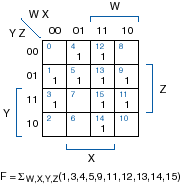 W
W X
Y Z
00 01 11 10
00 0 4 1 12 1 8
01 1 1 5 1 13 1 9 1
Z
Y
11 3 1 7 15 1 11 1
10 2 6 14 1 10
X
F = ΣW,X,Y,Z(1,3,4,5,9,11,12,13,14,15)